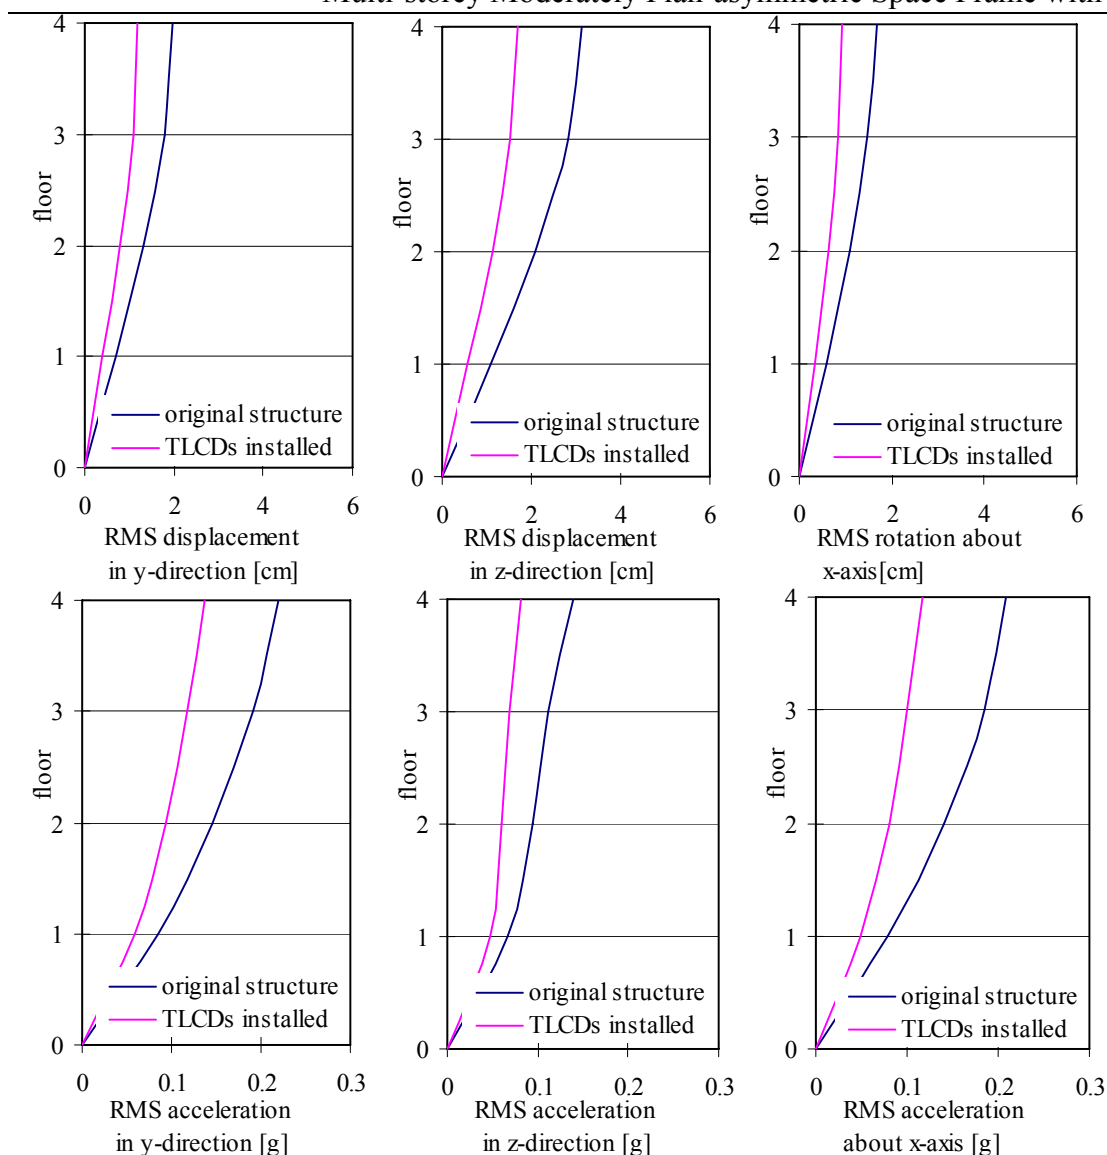 Multi-storey Moderately Plan-asymmetric Space Frame with
4
3
2
1
0
floor
original structure
TLCDs installed
0 2 4 6
RMS displacement
in y-direction [cm]
4
3
2
1
0
floor
original structure
TLCDs installed
0 2 4 6
RMS displacement
in z-direction [cm]
4
3
2
1
0
floor
original structure
TLCDs installed
0 2 4 6
RMS rotation about
x-axis[cm]
4
3
2
1
0
floor
original structure
TLCDs installed
0 0.1 0.2 0.3
RMS acceleration
in y-direction [g]
4
3
2
1
0
floor
original structure
TLCDs installed
0 0.1 0.2 0.3
RMS acceleration
in z-direction [g]
4
3
2
1
0
floor
original structure
TLCDs installed
0 0.1 0.2 0.3
RMS acceleration
about x-axis [g]